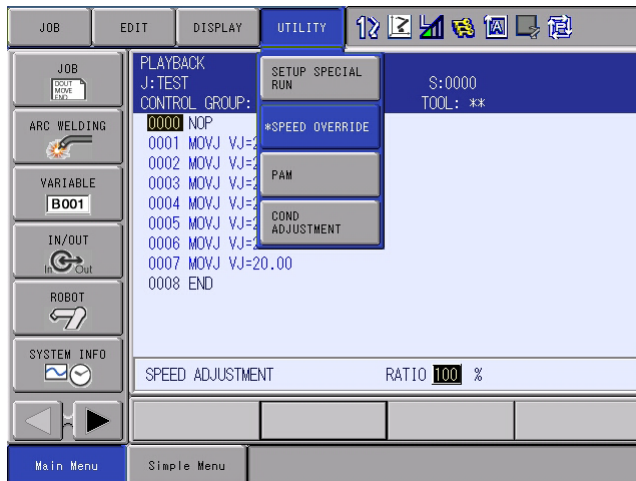 JOB EDIT DISPLAY UTILITY
JOB
DOUT
MOVE
END
ARC WELDING
VARIABLE
B001
IN/OUT
In Out
ROBOT
SYSTEM INFO
PLAYBACK
J:TEST S:0000
CONTROL GROUP: TOOL: **
0000 NOP
0001 MOVJ VJ=2
0002 MOVJ VJ=2
0003 MOVJ VJ=2
0004 MOVJ VJ=2
0005 MOVJ VJ=2
0006 MOVJ VJ=2
0007 MOVJ VJ=20.00
0008 END
SETUP SPECIAL
RUN
*SPEED OVERRIDE
PAM
COND
ADJUSTMENT
SPEED ADJUSTMENT RATIO 100 %
Main Menu Simple Menu